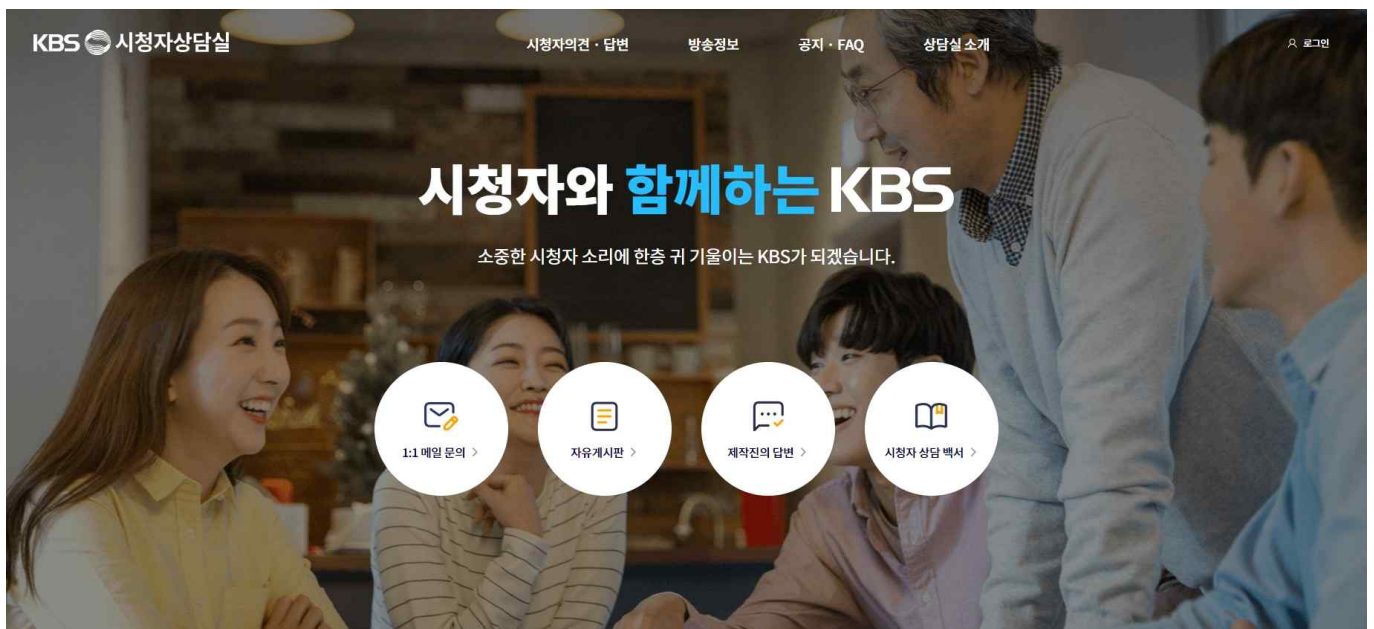 KBS 시청자상담실
시청자의견 · 답변 방송정보 공지 · FAQ 상담실 소개 로그인
시청자와 함께하는 KBS
소중한 시청자 소리에 한층 귀 기울이는 KBS가 되겠습니다.
1:1 메일 문의 자유게시판 제작진의 답변 시청자 상담 백서